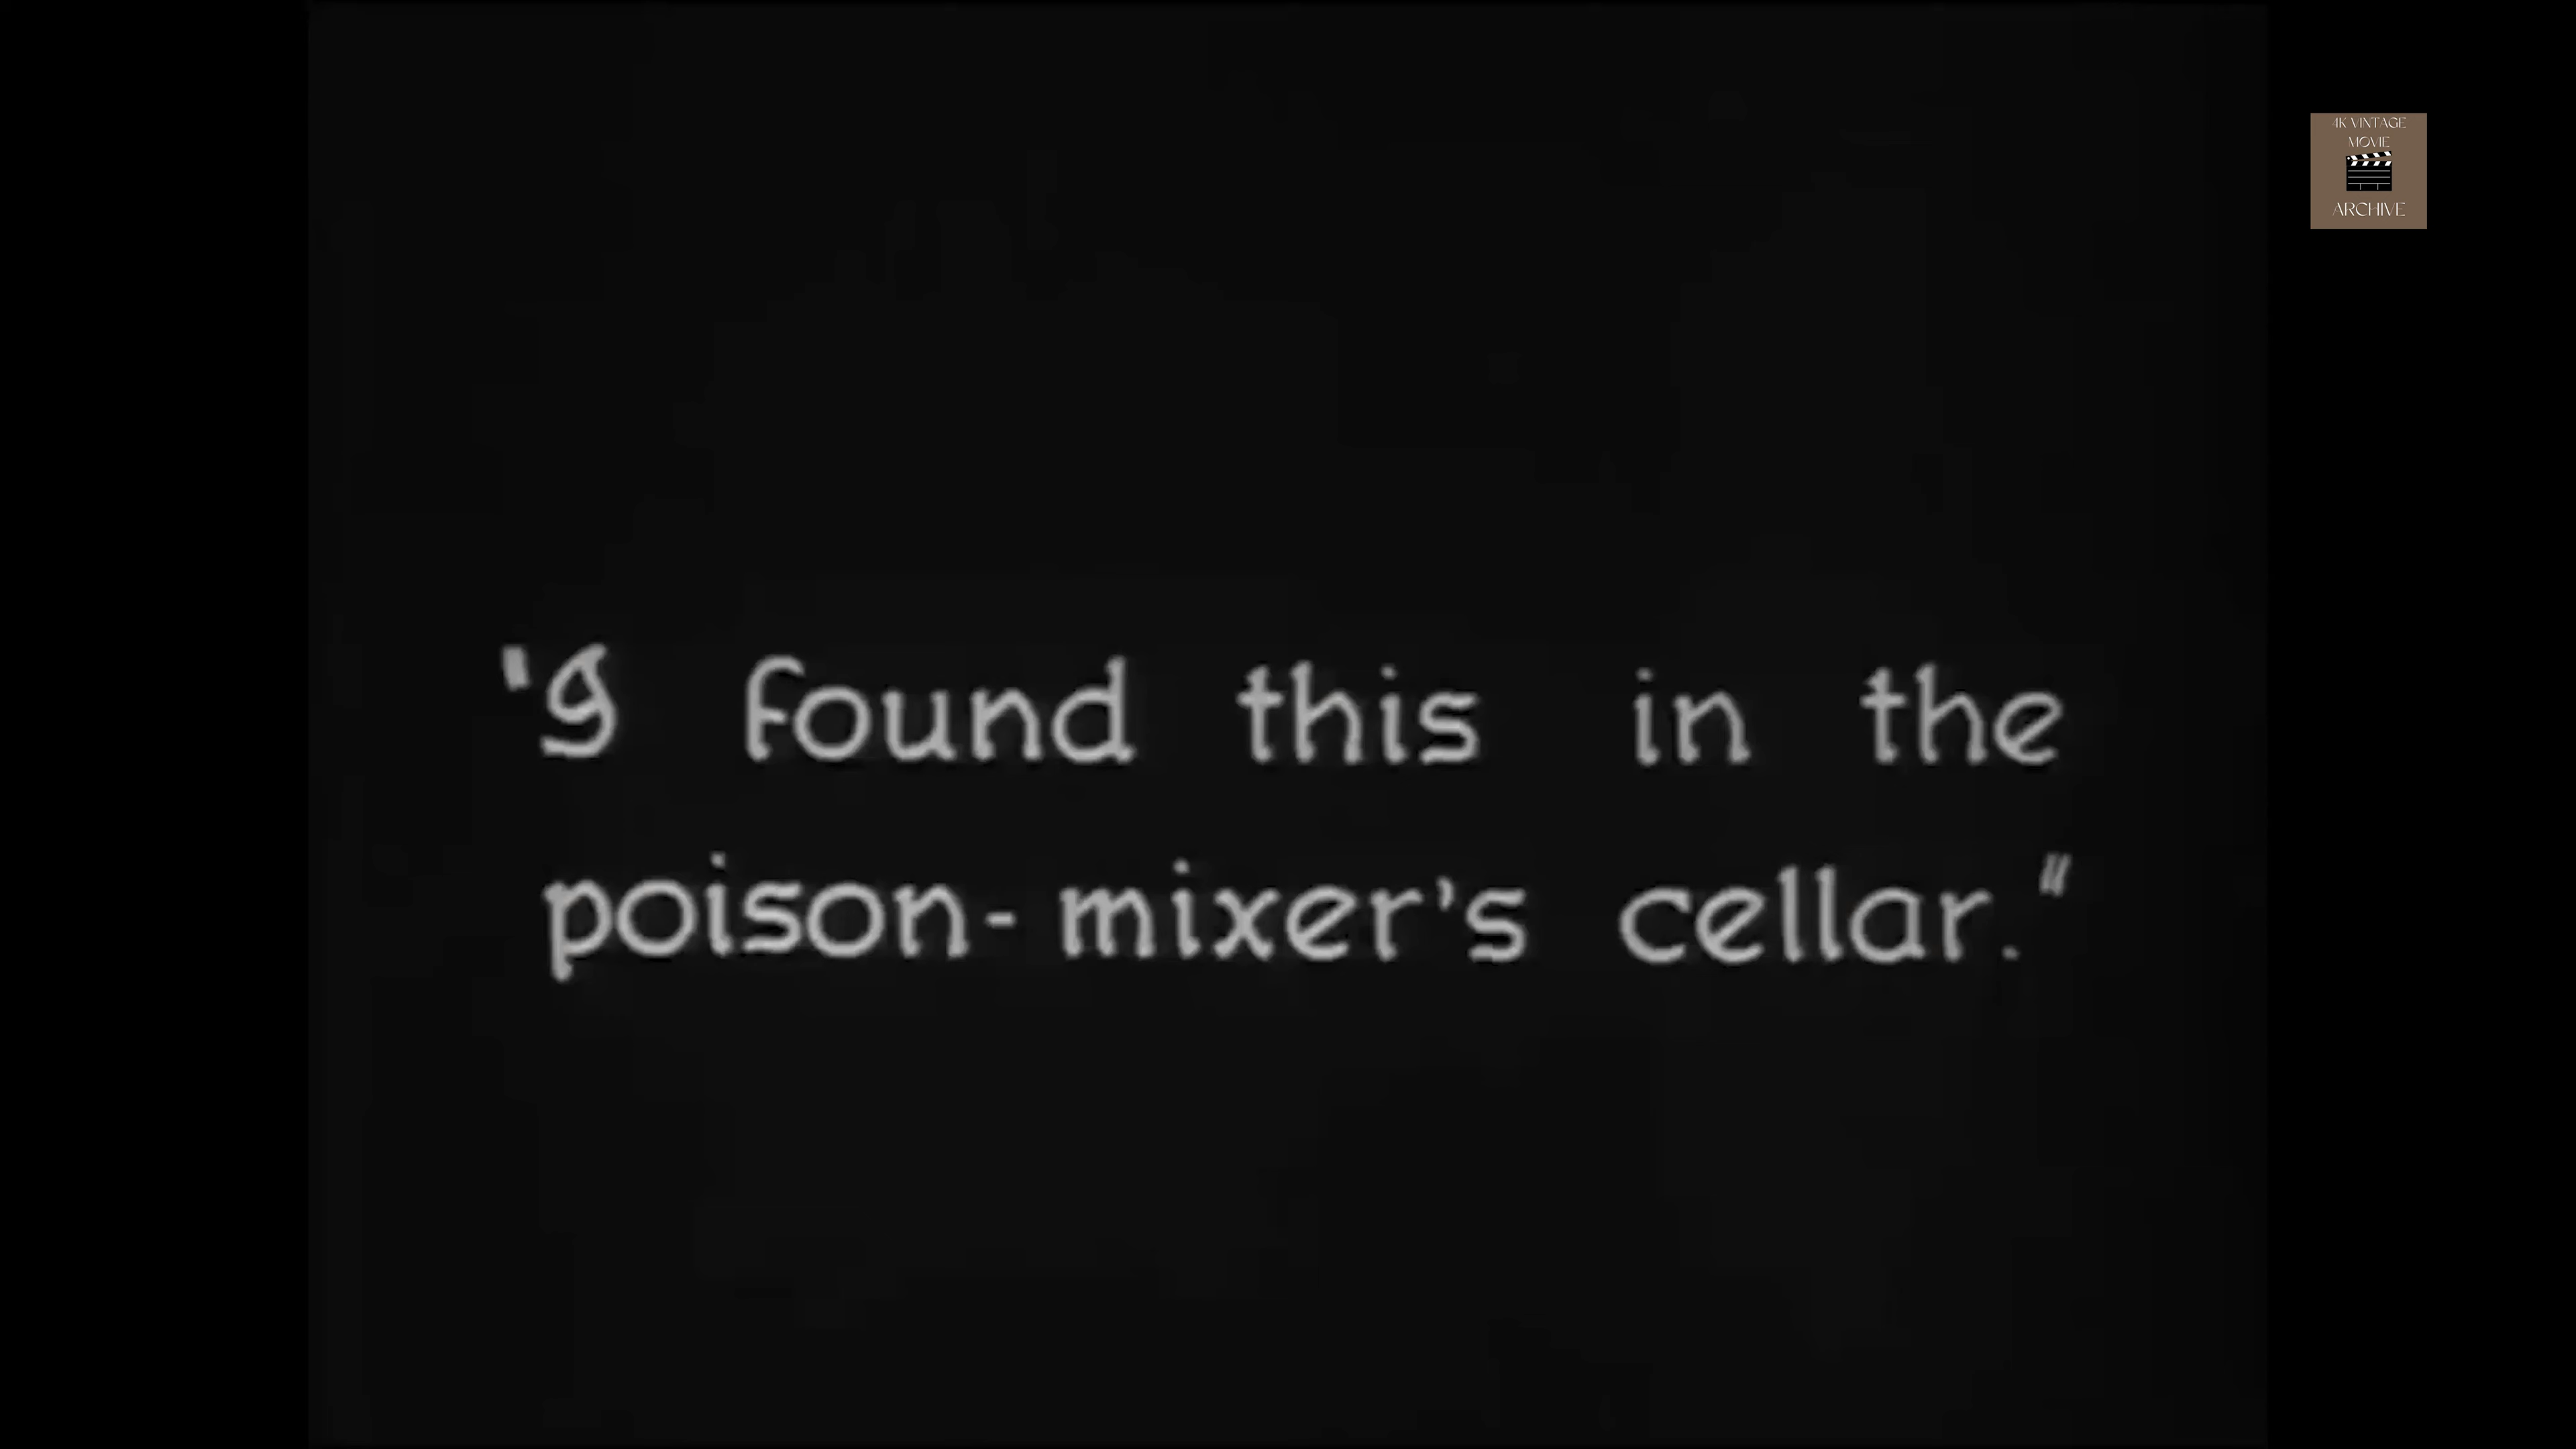 "I found this in the
poison-mixer's cellar."
4K VINTAGE
MOVIE
ARCHIVE